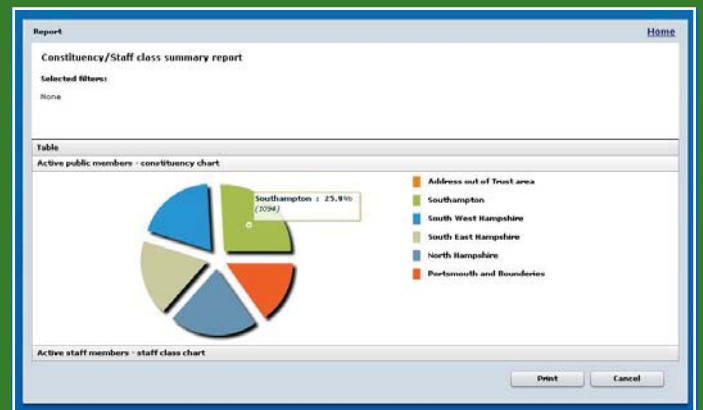 Report
Home
Constituency/Staff class summary report
Selected filters:
None
Table
Active public members - constituency chart
Southampton : 25.9%
(1094)
Address out of Trust area
Southampton
South West Hampshire
South East Hampshire
North Hampshire
Portsmouth and Bounderies
Active staff members - staff class chart
Print
Cancel